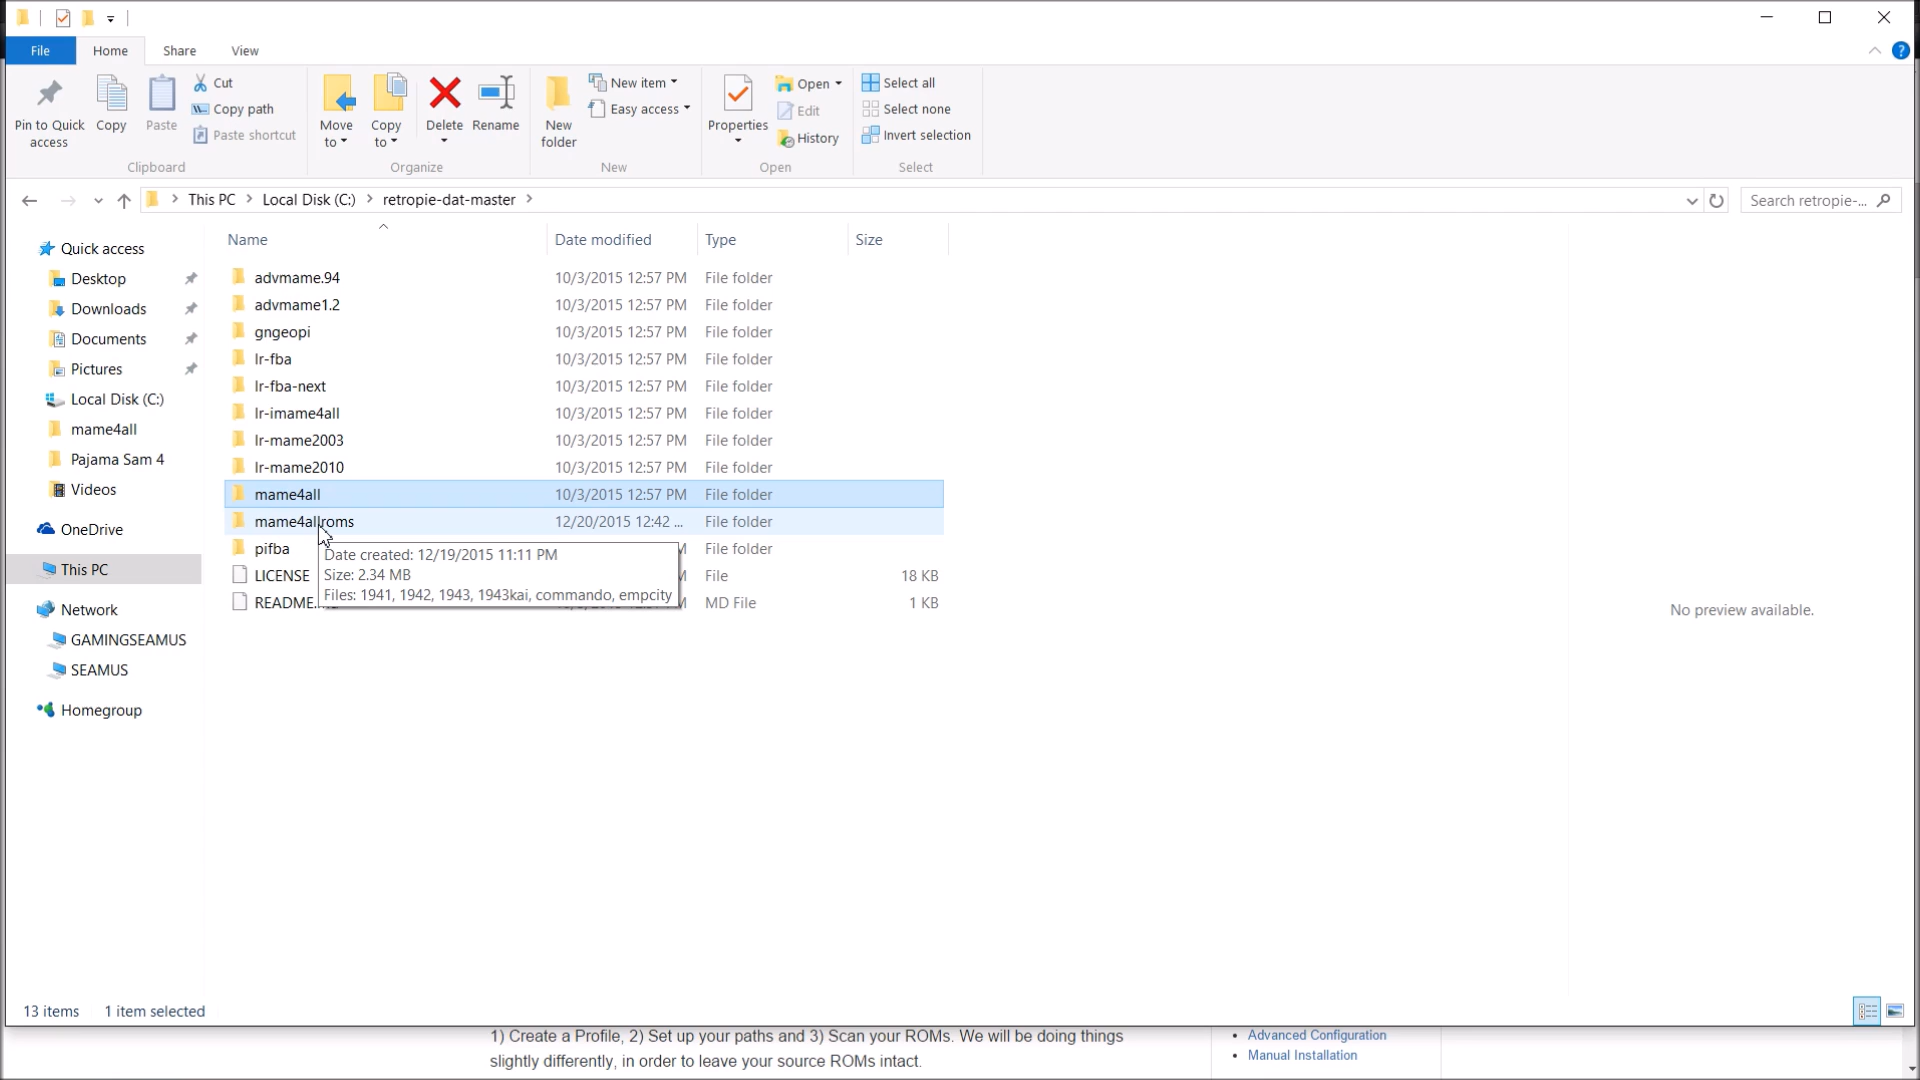 File Home Share View
Pin to Quick access
Copy
Paste
Cut
Copy path
Paste shortcut
Clipboard
Move to
Copy to
Delete
Rename
Organize
New folder
New item
Easy access
New
Properties
Open
Edit
History
Open
Select all
Select none
Invert selection
Select
This PC > Local Disk (C:) > retropie-dat-master >
Search retropie-...
Quick access
Desktop
Downloads
Documents
Pictures
Local Disk (C:)
mame4all
Pajama Sam 4
Videos
OneDrive
This PC
Network
GAMINGSEAMUS
SEAMUS
Homegroup
Name Date modified Type Size
advmame.94 10/3/2015 12:57 PM File folder
advmame1.2 10/3/2015 12:57 PM File folder
gngeopi 10/3/2015 12:57 PM File folder
lr-fba 10/3/2015 12:57 PM File folder
lr-fba-next 10/3/2015 12:57 PM File folder
lr-imame4all 10/3/2015 12:57 PM File folder
lr-mame2003 10/3/2015 12:57 PM File folder
lr-mame2010 10/3/2015 12:57 PM File folder
mame4all 10/3/2015 12:57 PM File folder
mame4allroms 12/20/2015 12:42 ... File folder
pifba File folder
LICENSE File 18 KB
README. MD File 1 KB
Date created: 12/19/2015 11:11 PM
Size: 2.34 MB
Files: 1941, 1942, 1943, 1943kai, commando, empcity
No preview available.
13 items 1 item selected
1) Create a Profile, 2) Set up your paths and 3) Scan your ROMs. We will be doing things
slightly differently, in order to leave your source ROMs intact.
Advanced Configuration
Manual Installation